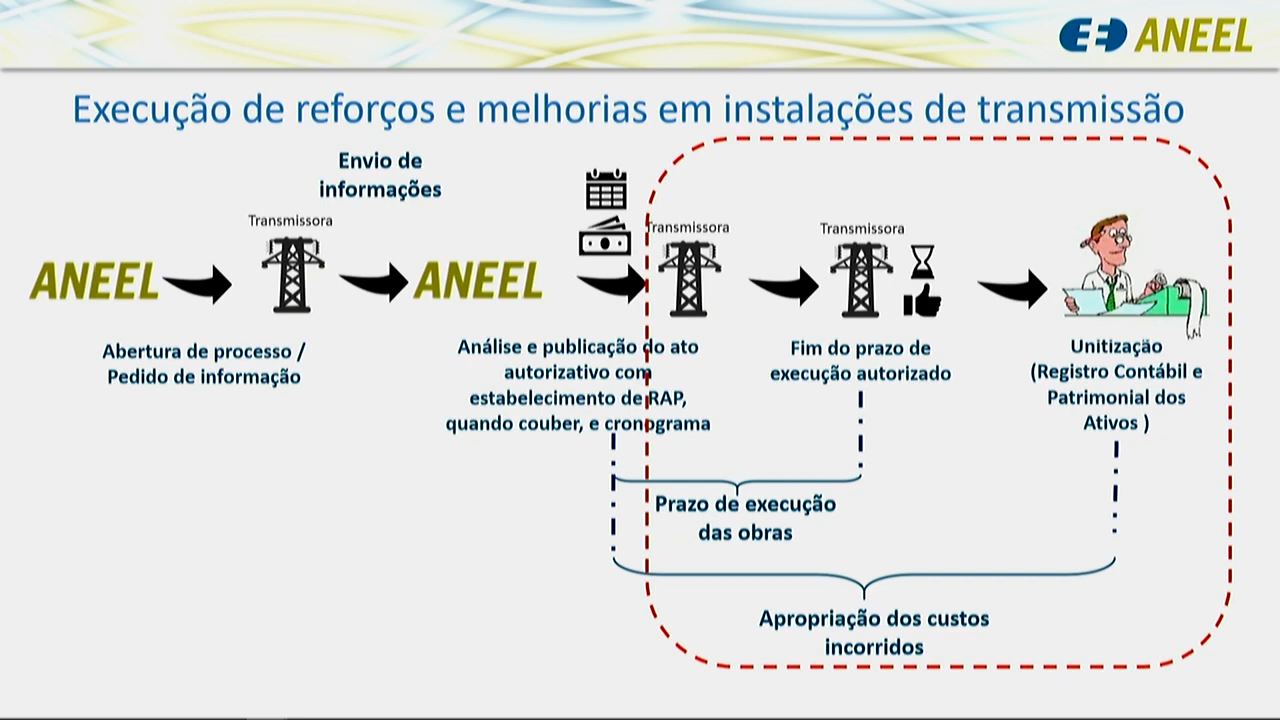 ANEEL
Execução de reforços e melhorias em instalações de transmissão
Envio de
informações
Transmissora
Transmissora
Transmissora
ANEEL
ANEEL
Abertura de processo /
Pedido de informação
Análise e publicação do ato
autorizativo com
estabelecimento de RAP,
quando couber, e cronograma
Fim do prazo de
execução autorizado
Unitização
(Registro Contábil e
Patrimonial dos
Ativos )
Prazo de execução
das obras
Apropriação dos custos
incorridos